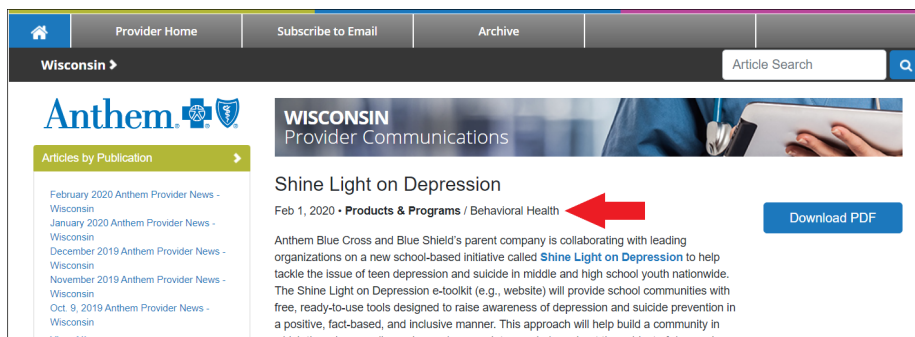 Provider Home
Subscribe to Email
Archive
Wisconsin
Article Search
Anthem.
Articles by Publication
February 2020 Anthem Provider News -
Wisconsin
January 2020 Anthem Provider News -
Wisconsin
December 2019 Anthem Provider News -
Wisconsin
November 2019 Anthem Provider News -
Wisconsin
Oct. 9, 2019 Anthem Provider News -
Wisconsin
WISCONSIN
Provider Communications
Shine Light on Depression
Feb 1, 2020 • Products & Programs / Behavioral Health
Download PDF
Anthem Blue Cross and Blue Shield's parent company is collaborating with leading
organizations on a new school-based initiative called Shine Light on Depression to help
tackle the issue of teen depression and suicide in middle and high school youth nationwide.
The Shine Light on Depression e-toolkit (e.g., website) will provide school communities with
free, ready-to-use tools designed to raise awareness of depression and suicide prevention in
a positive, fact-based, and inclusive manner. This approach will help build a community in